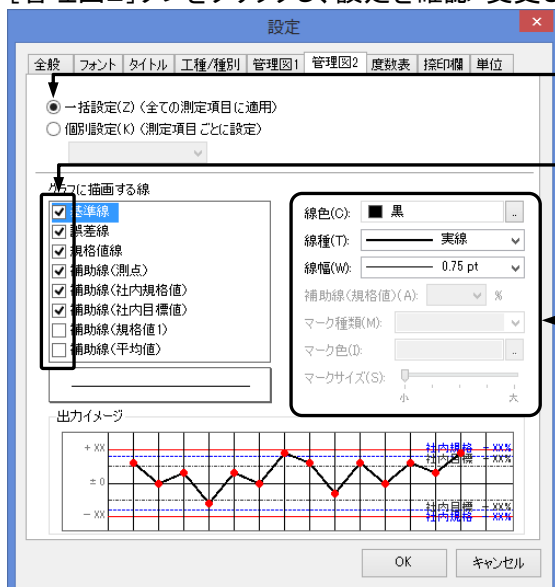 [管理図2]タブをクリックし、設定を確認・変更し
設定
全般 フォント タイトル 工種/種別 管理図1 管理図2 度数表 捺印欄 単位
一括設定(Z) (全ての測定項目に適用)
個別設定(K) (測定項目ごとに設定)
グラフに描画する線
基準線
誤差線
規格値線
補助線(測点)
補助線(社内規格値)
補助線(社内目標値)
補助線(規格値1)
補助線(平均値)
線色(C): 黒 ..
線種(T): 実線
線幅(W): 0.75 pt
補助線(規格値)(A): %
マーク種類(M):
マーク色(I): ..
マークサイズ(S):
小 大
出力イメージ
+ XX
± 0
- XX
社内規格 + XX%
社内目標 + XX%
社内目標 - XX%
社内規格 - XX%
OK キャンセル